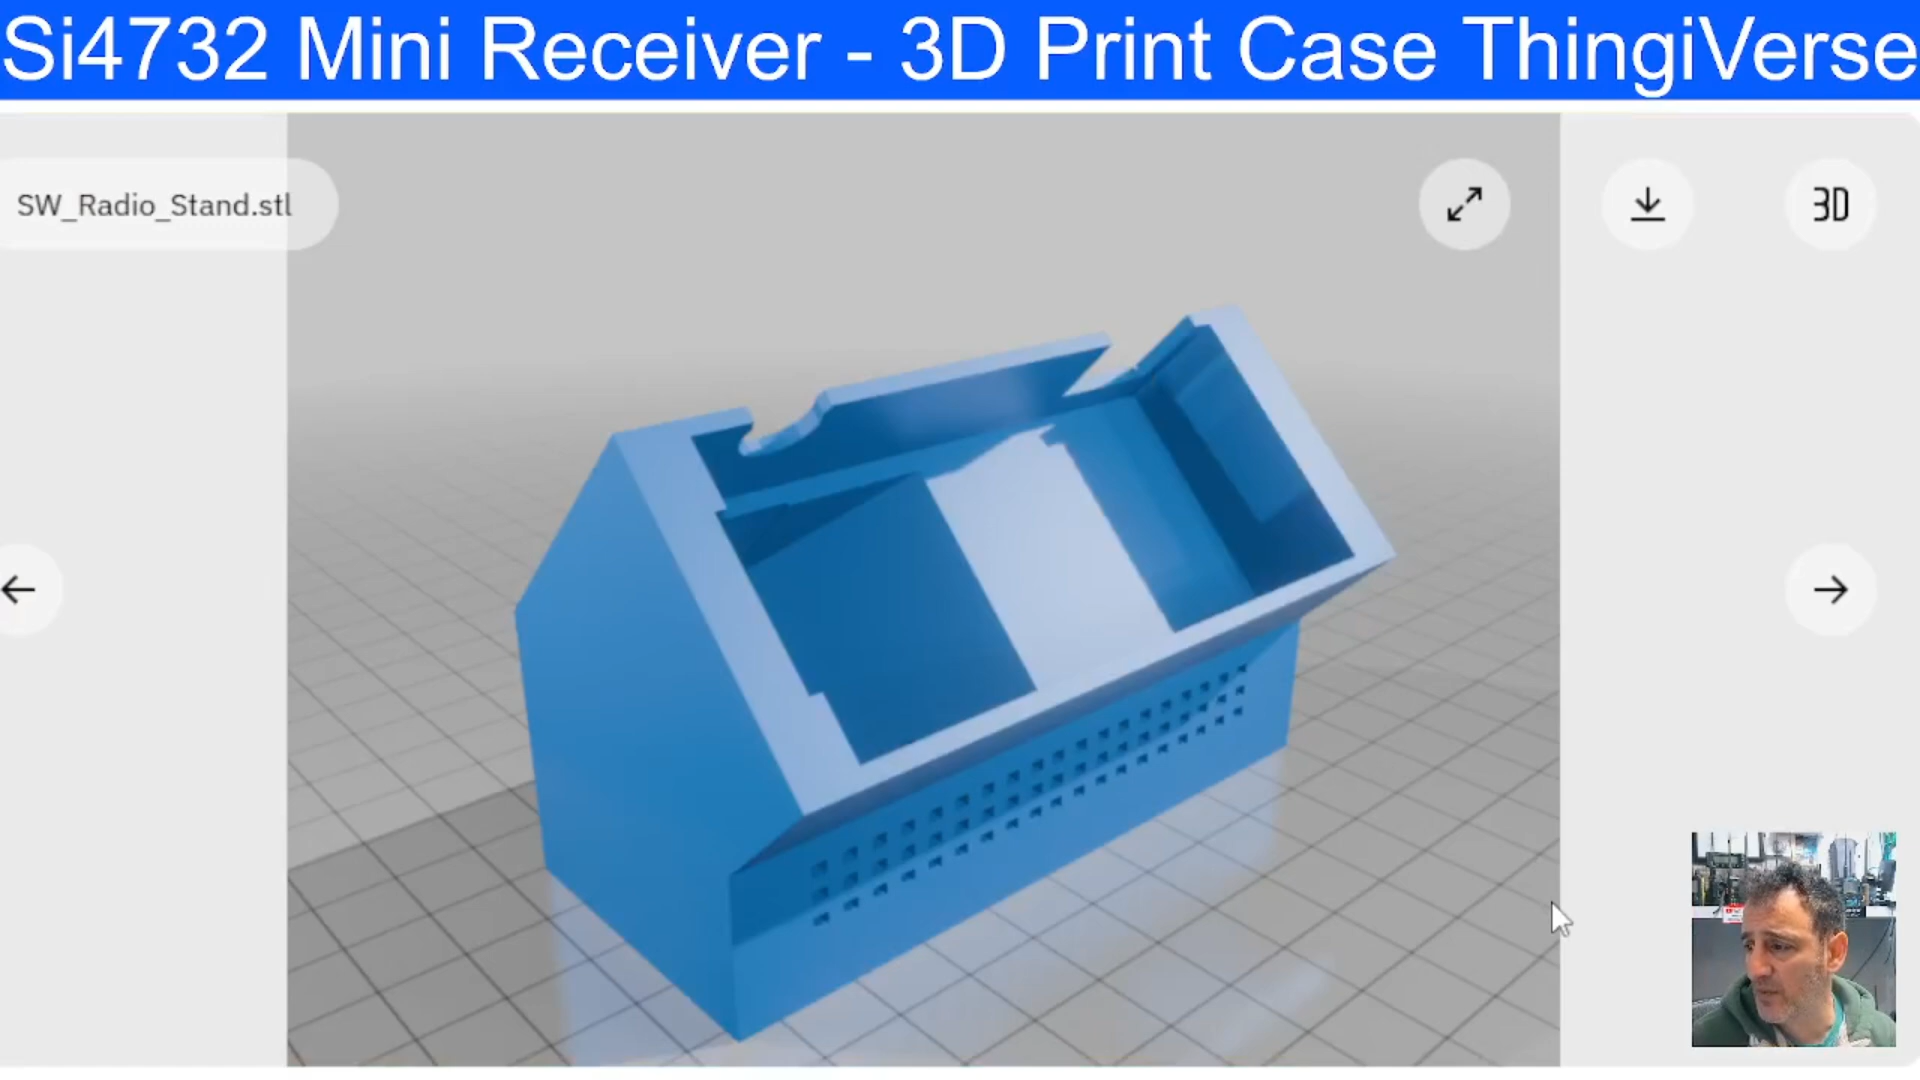 Si4732 Mini Receiver - 3D Print Case ThingiVerse
SW_Radio_Stand.stl
3D